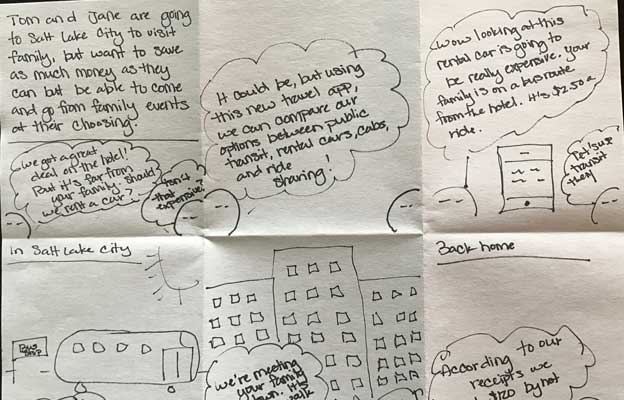 Tom and Jane are going
to Salt Lake City to visit
family, but want to save
as much money as they
can but be able to come
and go from family events
at their choosing.
we got a great
deal on the hotel!
But it's far from
your family. Should
we rent a car?
Isn't
that
expensive?
It could be, but using
this new travel app,
we can compare our
options between public
transit, rental cars, cabs,
and ride
sharing!
Wow looking at this
rental car is going to
be really expensive. your
family is on a bus route
from the hotel. It's $2.50 a
ride.
Let's use
transit
then!
in Salt Lake City
Bus
Stop
we're meeting
your family
It's
walk
Back home
According to our
receipts we
$120 by not